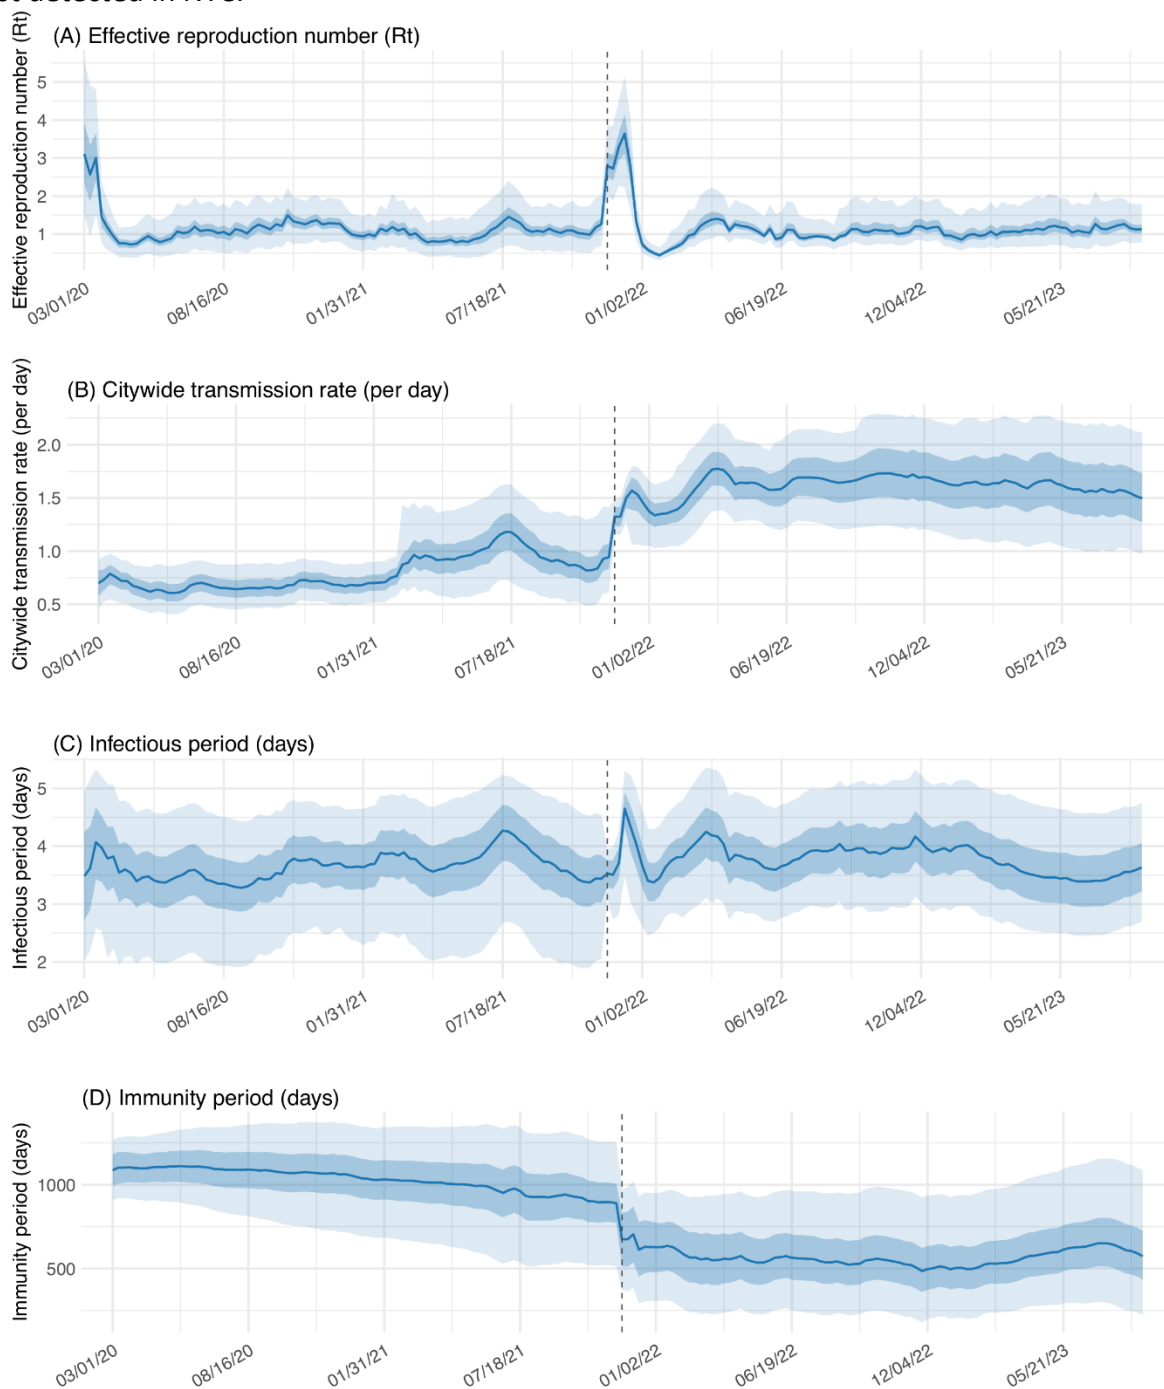 (A) Effective reproduction number (Rt)
Effective reproduction number (Rt)
5
4
3
2
1
03/01/20 08/16/20 01/31/21 07/18/21 01/02/22 06/19/22 12/04/22 05/21/23
(B) Citywide transmission rate (per day)
Citywide transmission rate (per day)
2.0
1.5
1.0
0.5
03/01/20 08/16/20 01/31/21 07/18/21 01/02/22 06/19/22 12/04/22 05/21/23
(C) Infectious period (days)
Infectious period (days)
5
4
3
2
03/01/20 08/16/20 01/31/21 07/18/21 01/02/22 06/19/22 12/04/22 05/21/23
(D) Immunity period (days)
Immunity period (days)
1000
500
03/01/20 08/16/20 01/31/21 07/18/21 01/02/22 06/19/22 12/04/22 05/21/23